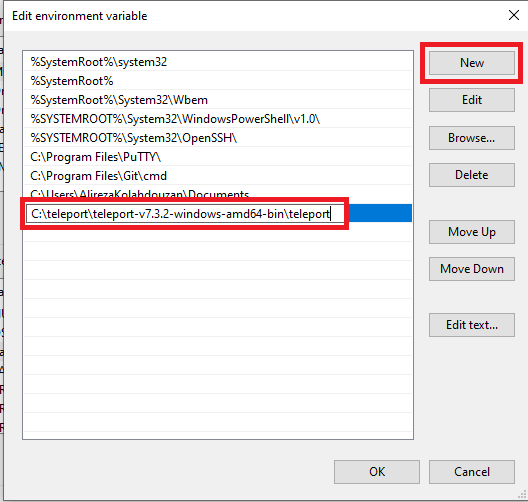 Edit environment variable
%SystemRoot%\system32
%SystemRoot%
%SystemRoot%\System32\Wbem
%SYSTEMROOT%\System32\WindowsPowerShell\v1.0\
%SYSTEMROOT%\System32\OpenSSH\
C:\Program Files\PuTTY\
C:\Program Files\Git\cmd
C:\Users\AlirezaKolahdouzan\Documents
C:\teleport\teleport-v7.3.2-windows-amd64-bin\teleport
New
Edit
Browse...
Delete
Move Up
Move Down
Edit text...
OK
Cancel